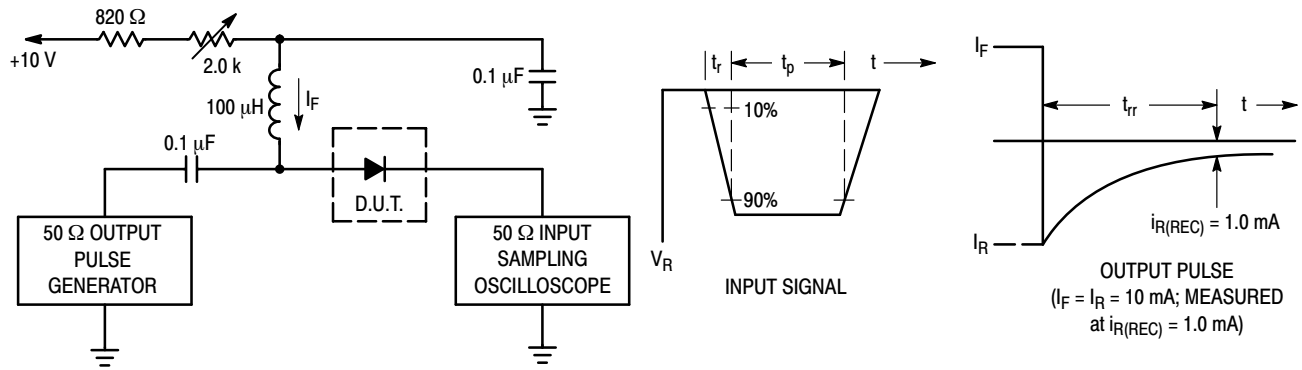 820 Ω
+10 V
2.0 k
0.1 μF
100 μH
I_F
0.1 μF
D.U.T.
50 Ω OUTPUT
PULSE
GENERATOR
50 Ω INPUT
SAMPLING
OSCILLOSCOPE
t_r
t_p
t
10%
90%
V_R
INPUT SIGNAL
I_F
t_rr
t
I_R
i_R(REC) = 1.0 mA
OUTPUT PULSE
(I_F = I_R = 10 mA; MEASURED
at i_R(REC) = 1.0 mA)